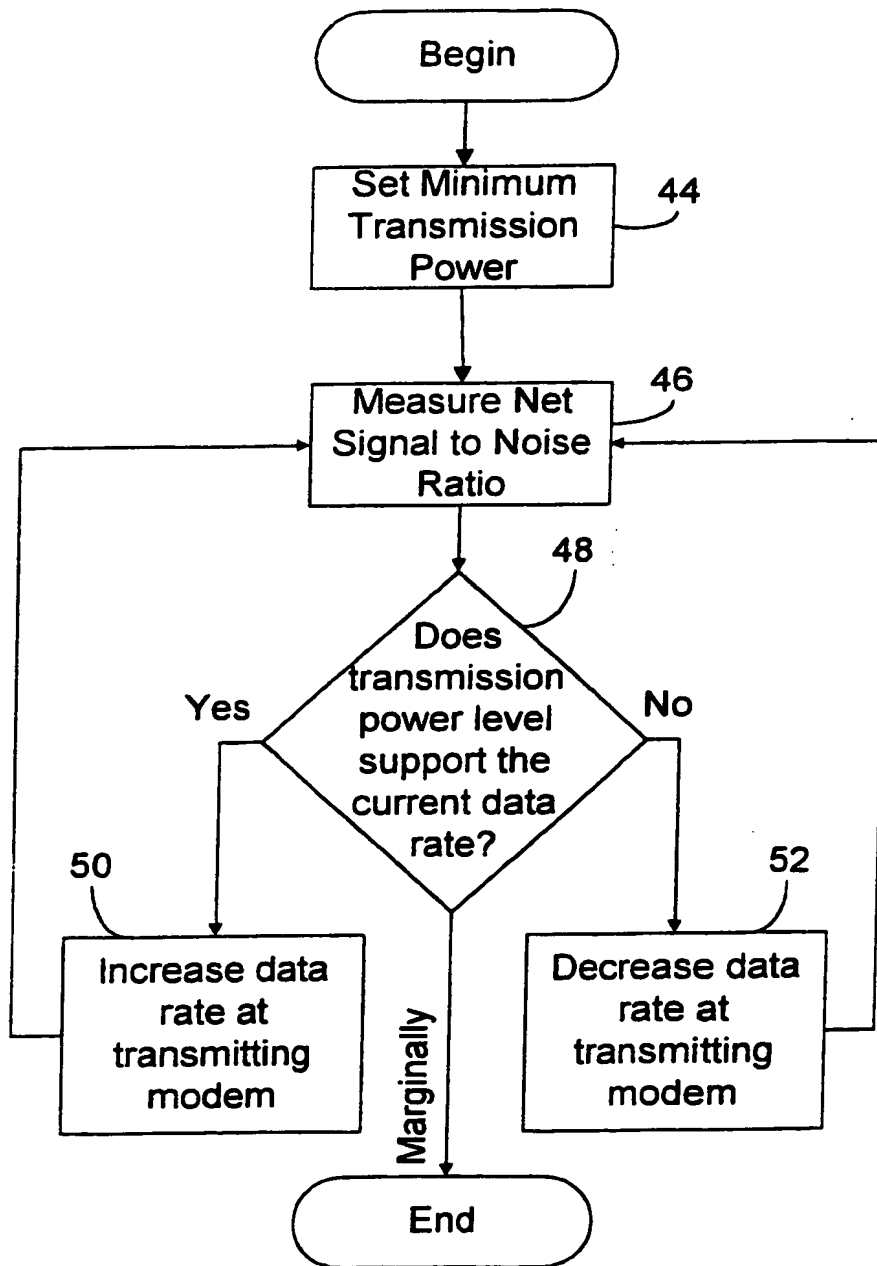 Begin
Set Minimum
Transmission
Power
44
Measure Net
Signal to Noise
Ratio
46
48
Does
transmission
power level
support the
current data
rate?
Yes
No
50
Increase data
rate at
transmitting
modem
52
Decrease data
rate at
transmitting
modem
Marginally
End